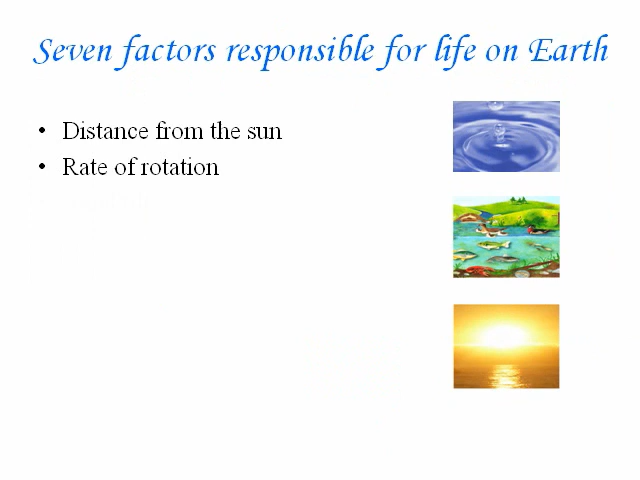 Seven factors responsible for life on Earth
• Distance from the sun
• Rate of rotation